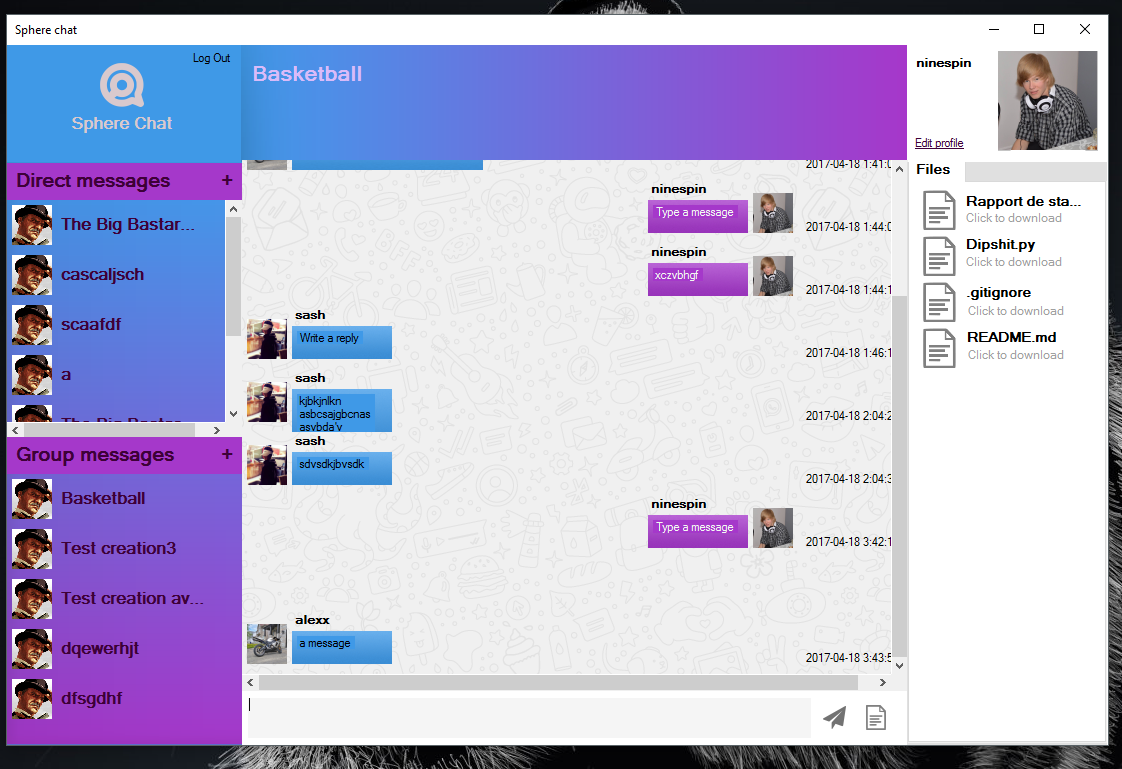 Sphere chat
Log Out
Sphere Chat
Direct messages +
The Big Bastar...
cascaljsch
scaafdf
a
Group messages +
Basketball
Test creation3
Test creation av...
dqewerhjt
dfsgdhf
Basketball
2017-04-18 1:41:0
ninespin
Type a message
2017-04-18 1:44:0
ninespin
xczvbhgf
2017-04-18 1:44:1
sash
Write a reply
2017-04-18 1:46:1
sash
kjbkjnlkn
asbcsajgbcnas
asvbda'v
2017-04-18 2:04:2
sash
sdvsdkjbvsdk
2017-04-18 2:04:3
ninespin
Type a message
2017-04-18 3:42:1
alexx
a message
2017-04-18 3:43:5
ninespin
Edit profile
Files
Rapport de sta...
Click to download
Dipshit.py
Click to download
.gitignore
Click to download
README.md
Click to download